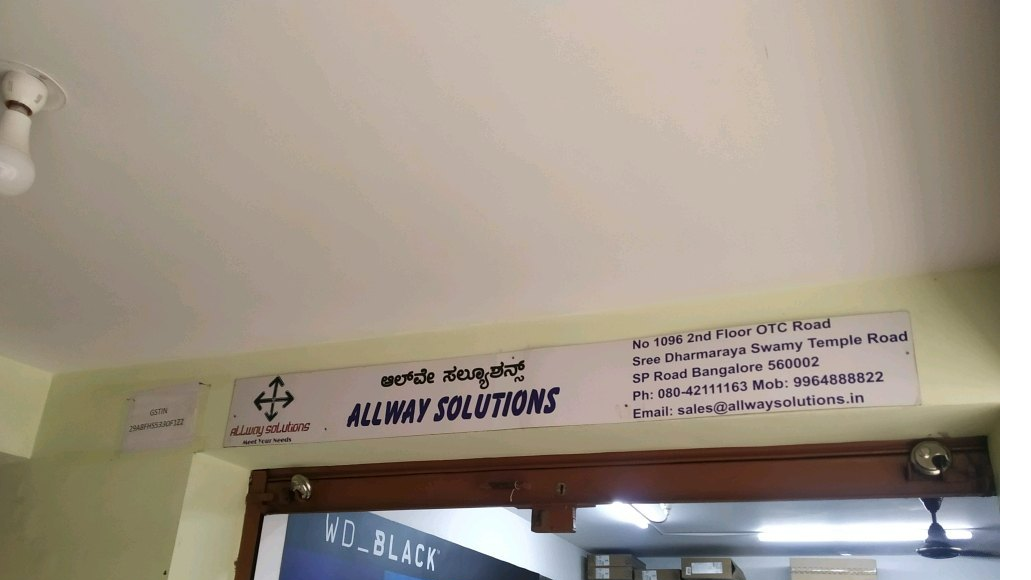 GSTIN
ALLWAY SOLUTIONS
Meet Your Needs
ಆಲ್‌ವೇ ಸಲ್ಯೂಶನ್ಸ್
ALLWAY SOLUTIONS
No 1096 2nd Floor OTC Road
Sree Dharmaraya Swamy Temple Road
SP Road Bangalore 560002
Ph: 080-42111163 Mob: 9964888822
Email: sales@allwaysolutions.in
WD_BLACK